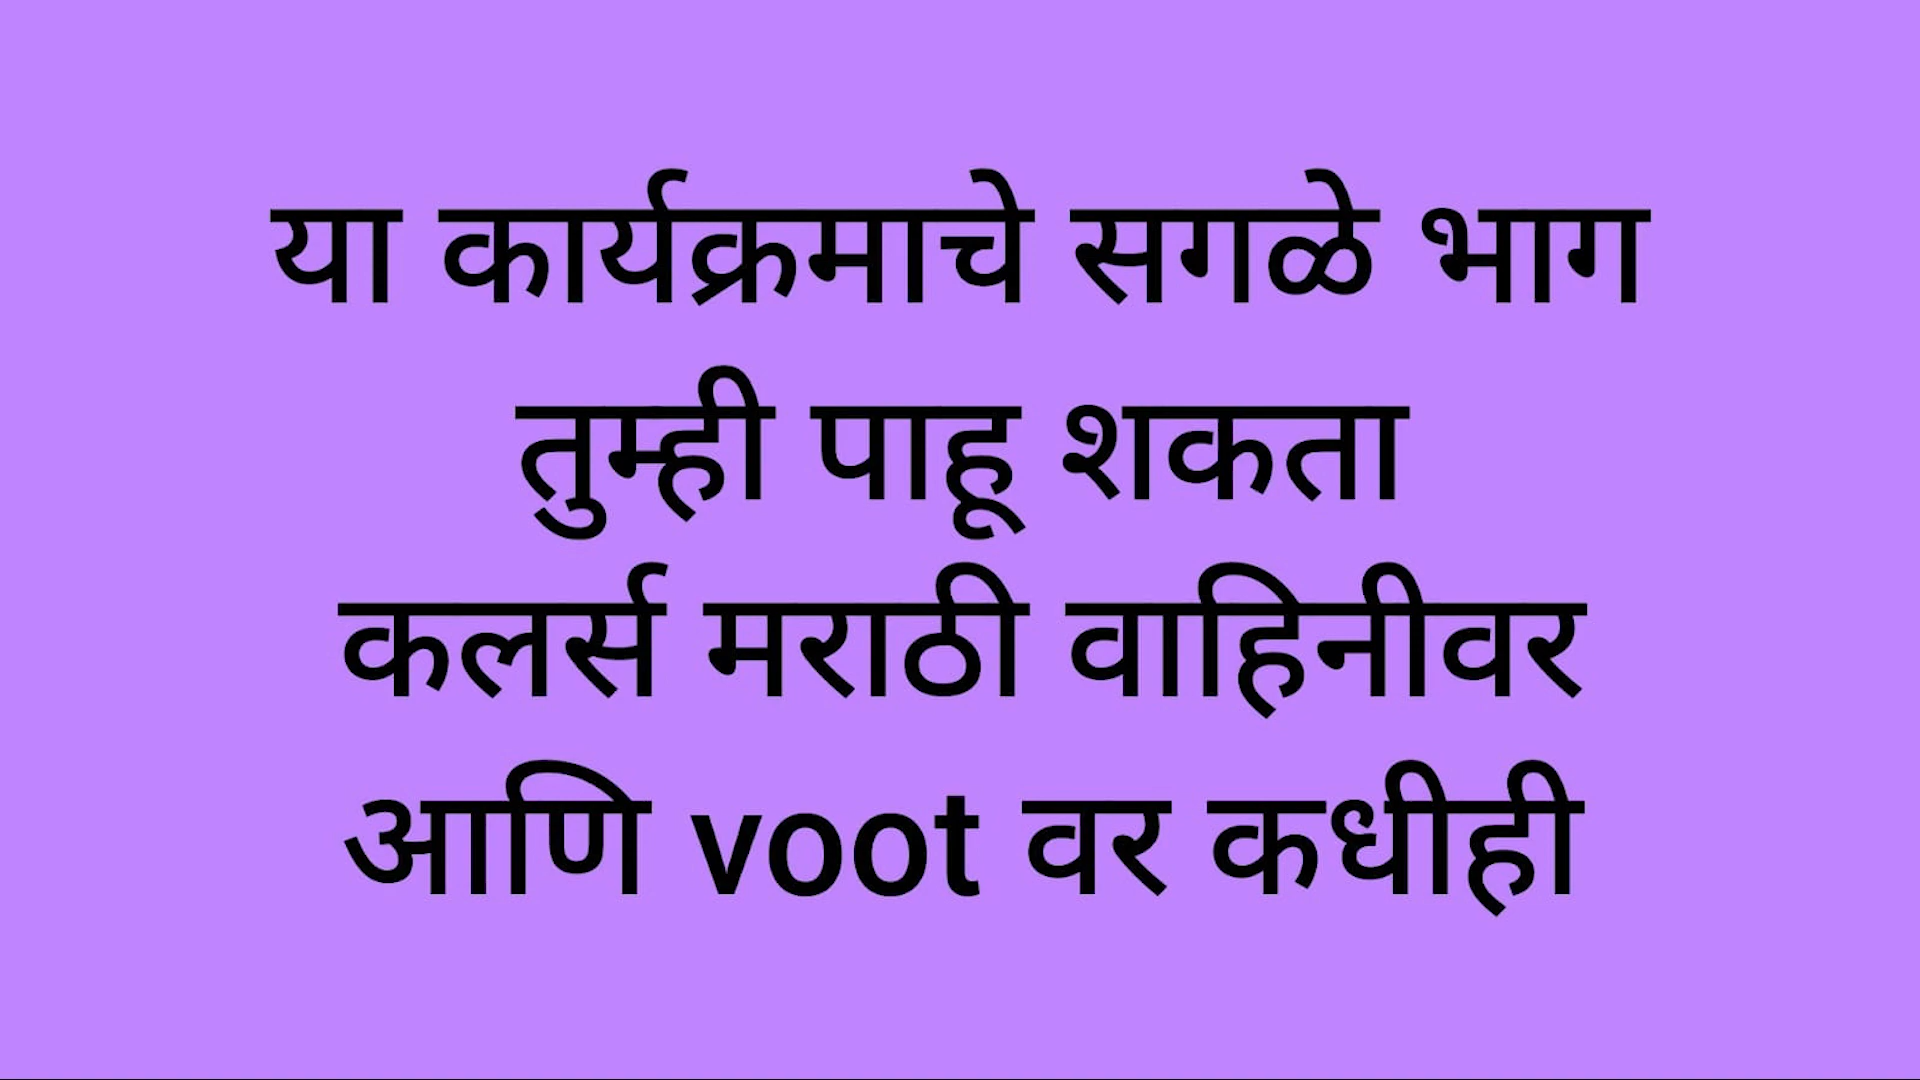 या कार्यक्रमाचे सगळे भाग
तुम्ही पाहू शकता
कलर्स मराठी वाहिनीवर
आणि voot वर कधीही